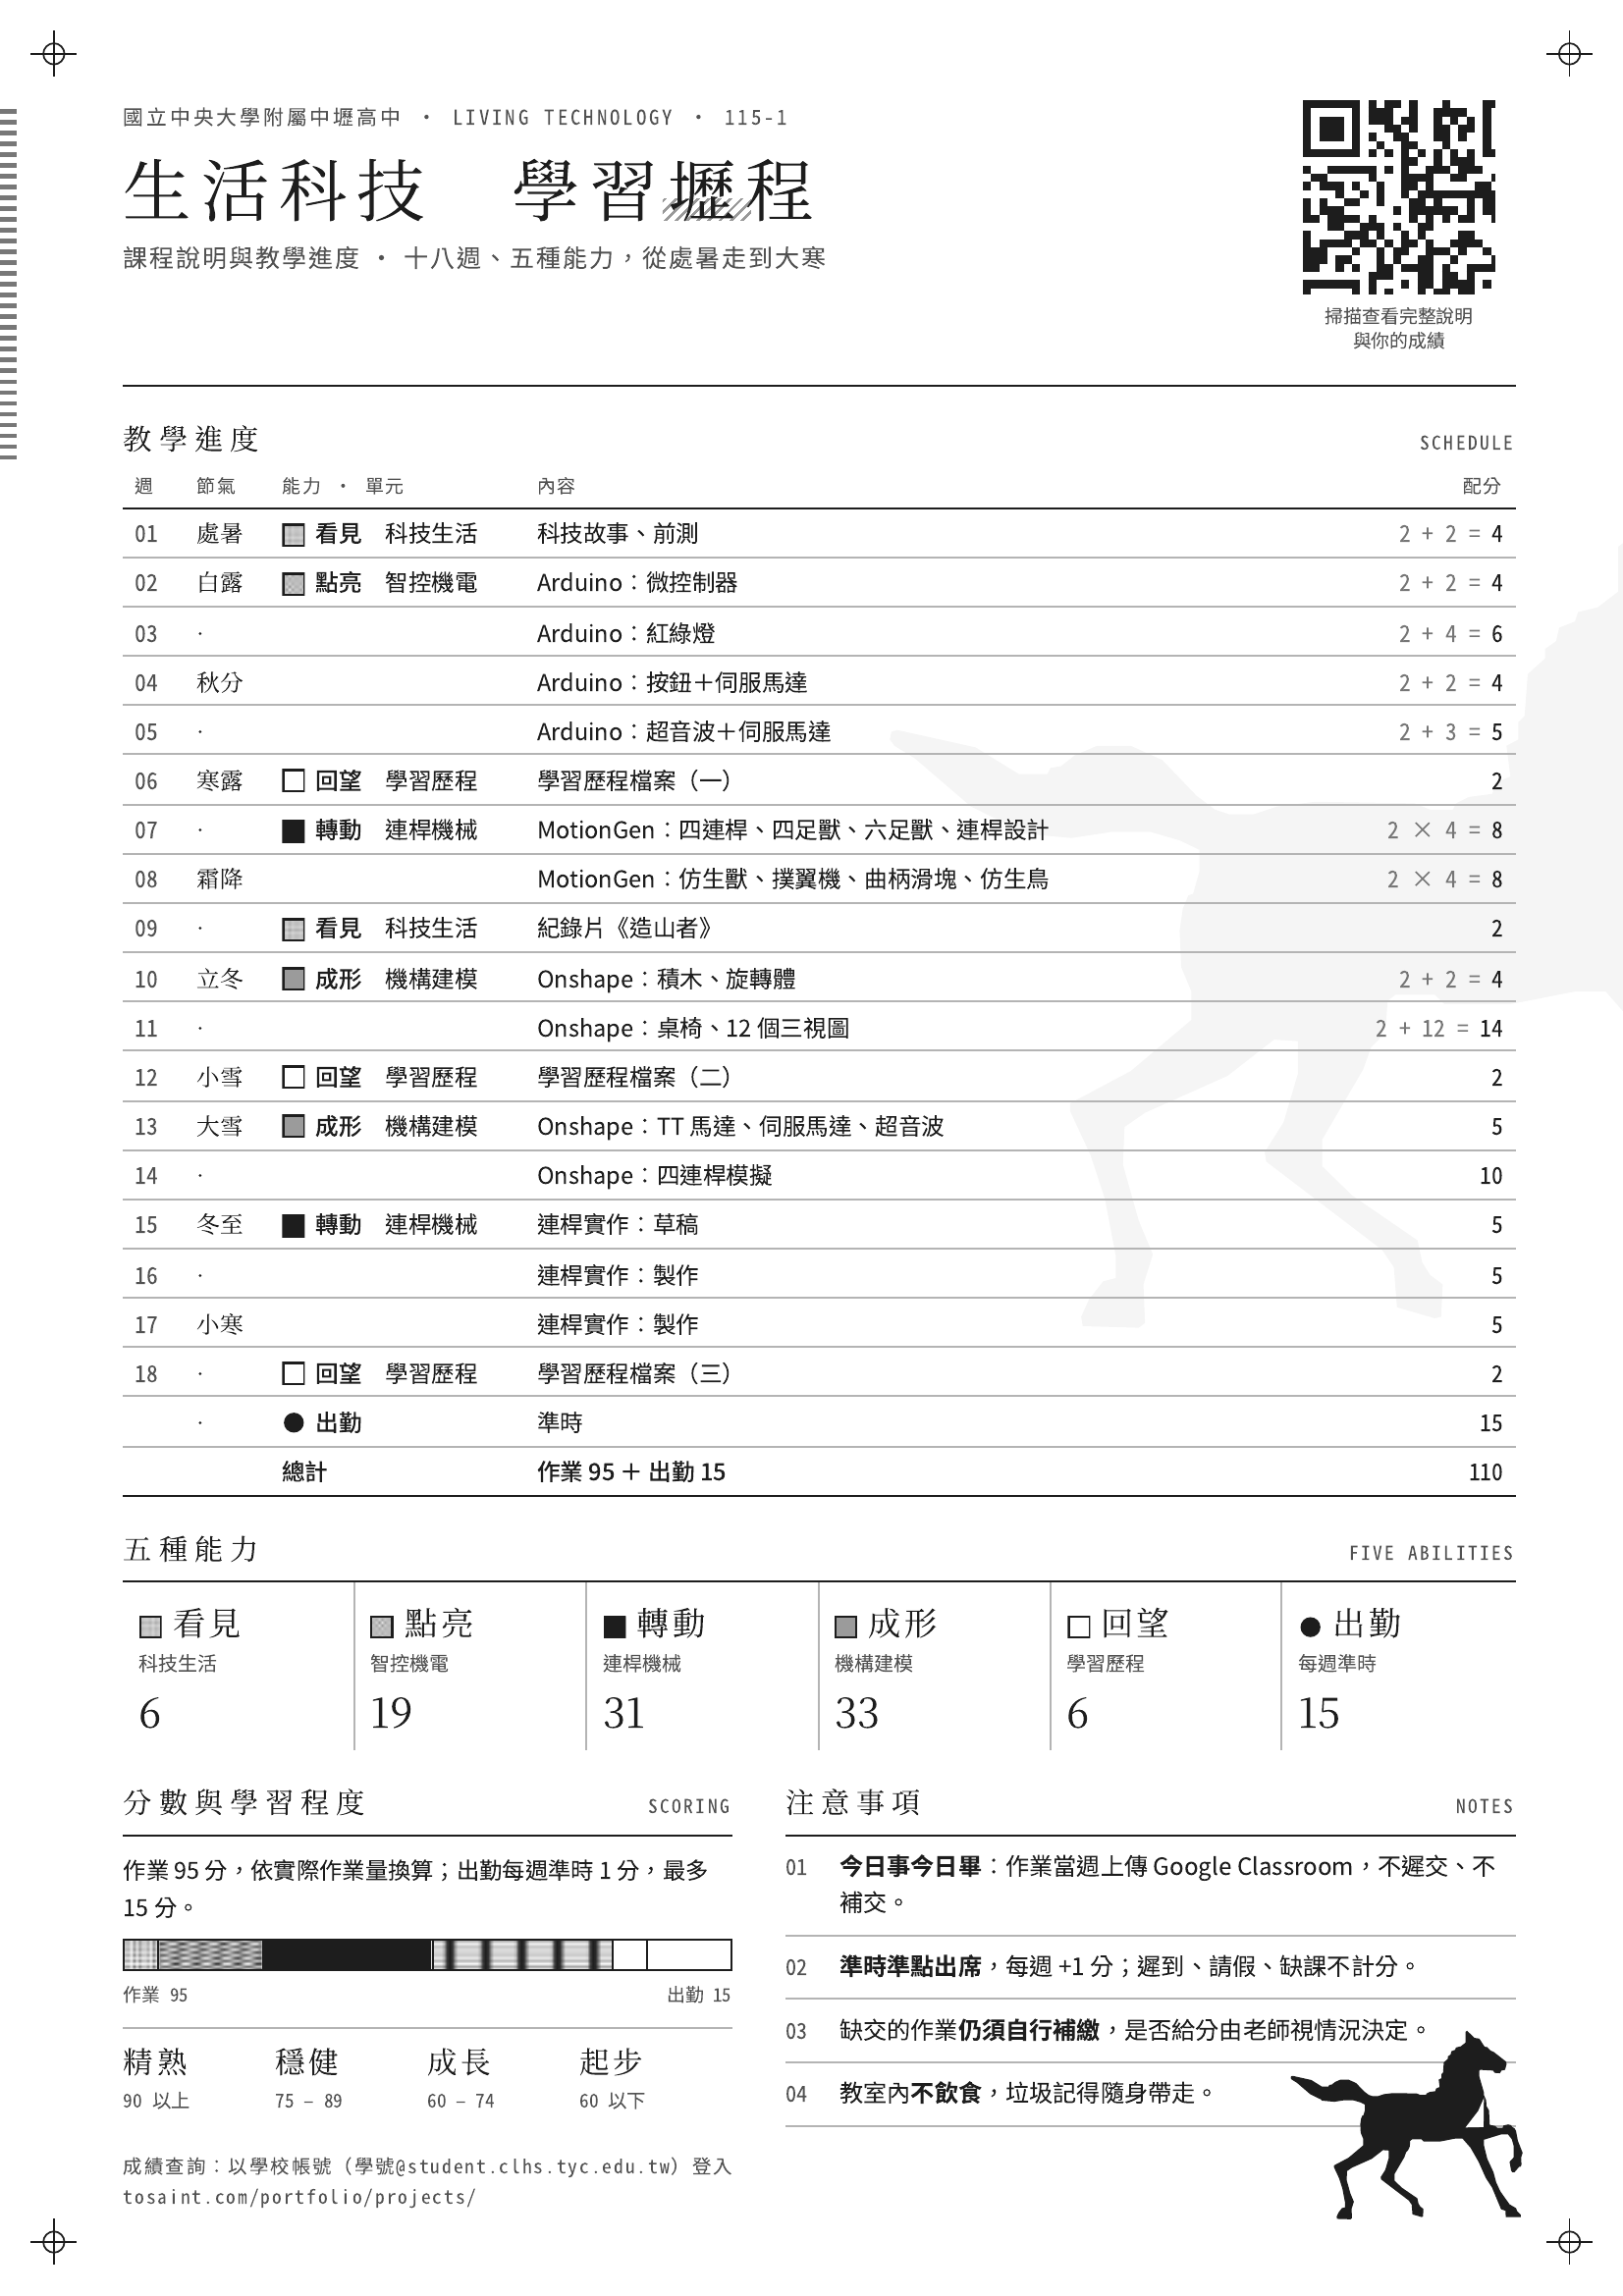 國立中央大學附屬中壢高中 · LIVING TECHNOLOGY · 115-1
生活科技 學習壢程
課程說明與教學進度 · 十八週、五種能力，從處暑走到大寒
掃描查看完整說明
與你的成績
教學進度 SCHEDULE
週 節氣 能力 · 單元 內容 配分
01 處暑 看見 科技生活 科技故事、前測 2 + 2 = 4
02 白露 點亮 智控機電 Arduino：微控制器 2 + 2 = 4
03 · Arduino：紅綠燈 2 + 4 = 6
04 秋分 Arduino：按鈕＋伺服馬達 2 + 2 = 4
05 · Arduino：超音波＋伺服馬達 2 + 3 = 5
06 寒露 回望 學習歷程 學習歷程檔案（一） 2
07 · 轉動 連桿機械 MotionGen：四連桿、四足獸、六足獸、連桿設計 2 × 4 = 8
08 霜降 MotionGen：仿生獸、撲翼機、曲柄滑塊、仿生鳥 2 × 4 = 8
09 · 看見 科技生活 紀錄片《造山者》 2
10 立冬 成形 機構建模 Onshape：積木、旋轉體 2 + 2 = 4
11 · Onshape：桌椅、12 個三視圖 2 + 12 = 14
12 小雪 回望 學習歷程 學習歷程檔案（二） 2
13 大雪 成形 機構建模 Onshape：TT 馬達、伺服馬達、超音波 5
14 · Onshape：四連桿模擬 10
15 冬至 轉動 連桿機械 連桿實作：草稿 5
16 · 連桿實作：製作 5
17 小寒 連桿實作：製作 5
18 · 回望 學習歷程 學習歷程檔案（三） 2
· 出勤 準時 15
總計 作業 95 ＋ 出勤 15 110
五種能力 FIVE ABILITIES
看見 點亮 轉動 成形 回望 出勤
科技生活 智控機電 連桿機械 機構建模 學習歷程 每週準時
6 19 31 33 6 15
分數與學習程度 SCORING
作業 95 分，依實際作業量換算；出勤每週準時 1 分，最多
15 分。
作業 95 出勤 15
精熟 穩健 成長 起步
90 以上 75 – 89 60 – 74 60 以下
成績查詢：以學校帳號（學號@student.clhs.tyc.edu.tw）登入
tosaint.com/portfolio/projects/
注意事項 NOTES
01 今日事今日畢：作業當週上傳 Google Classroom，不遲交、不
補交。
02 準時準點出席，每週 +1 分；遲到、請假、缺課不計分。
03 缺交的作業仍須自行補繳，是否給分由老師視情況決定。
04 教室內不飲食，垃圾記得隨身帶走。